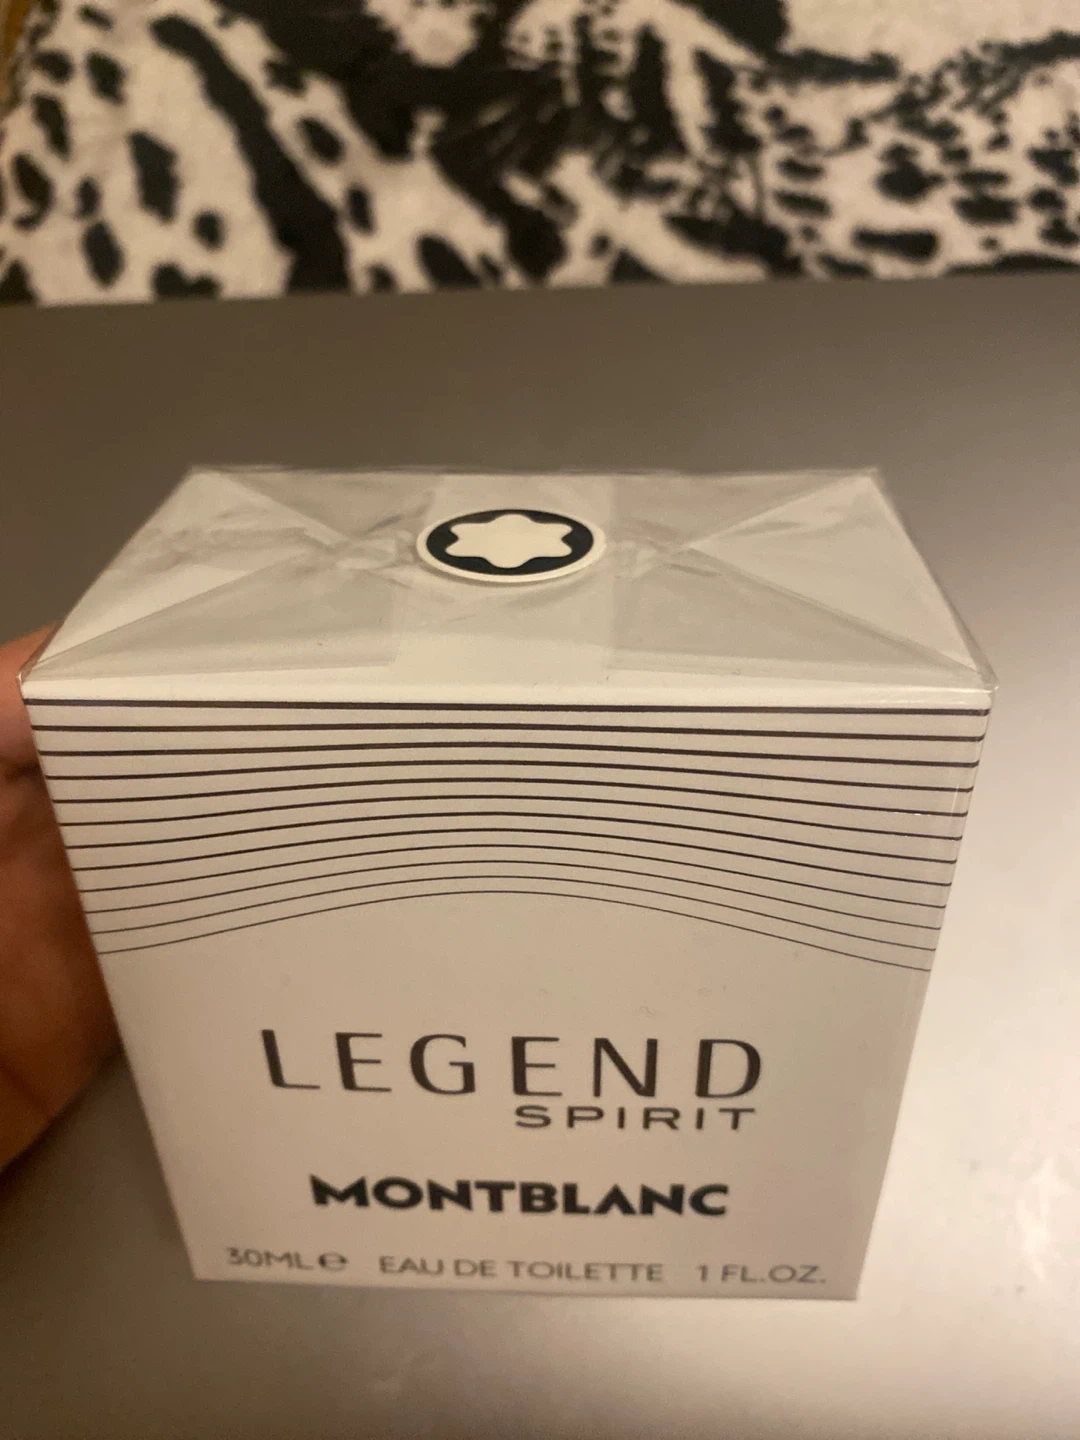 LEGEND
SPIRIT
MONTBLANC
30ML℮ EAU DE TOILETTE 1 FL.OZ.